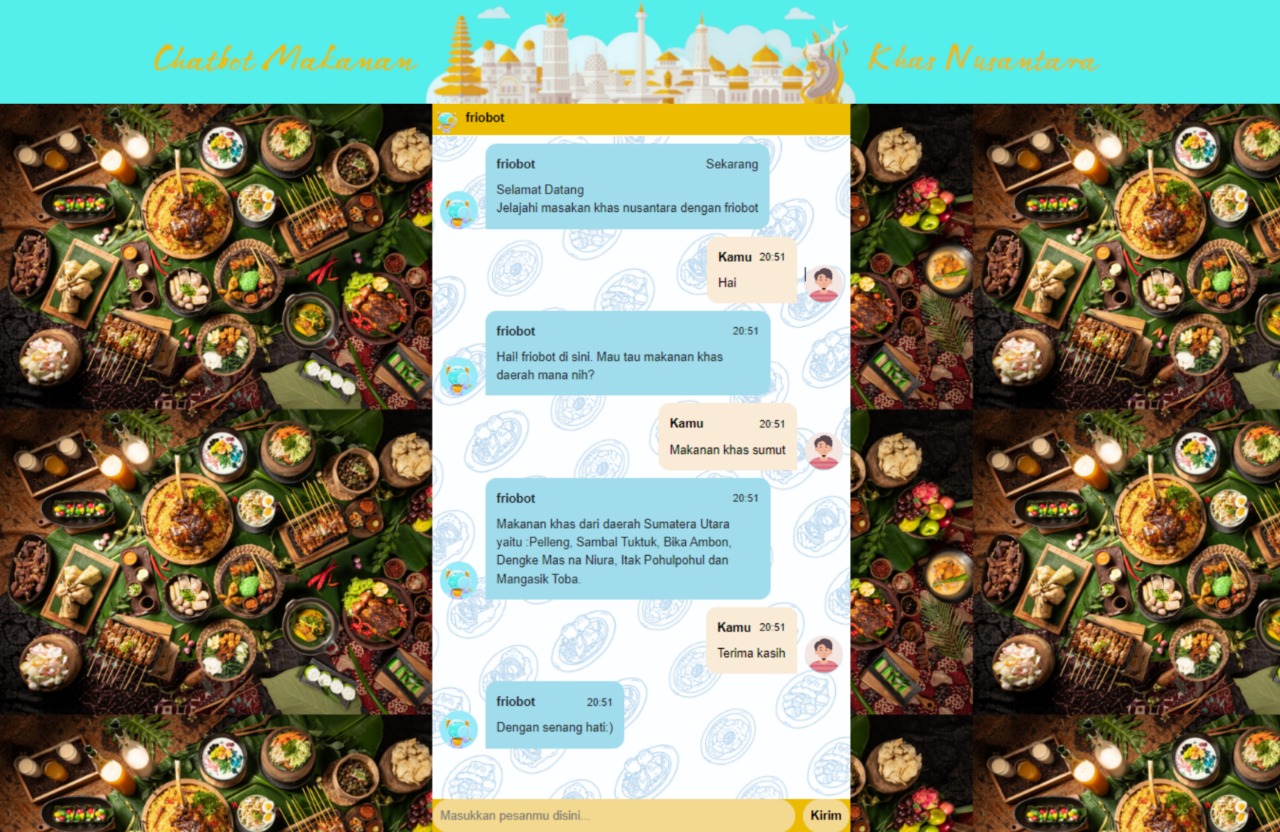 Chatbot Makanan Khas Nusantara
friobot
friobot Sekarang
Selamat Datang
Jelajahi masakan khas nusantara dengan friobot
Kamu 20:51
Hai
friobot 20:51
Hail friobot di sini. Mau tau makanan khas
daerah mana nih?
Kamu 20:51
Makanan khas sumut
friobot 20:51
Makanan khas dari daerah Sumatera Utara
yaitu :Pelleng, Sambal Tuktuk, Bika Ambon,
Dengke Mas na Niura, Itak Pohulpohul dan
Mangasik Toba.
Kamu 20:51
Terima kasih
friobot 20:51
Dengan senang hati:)
Masukkan pesanmu disini... Kirim